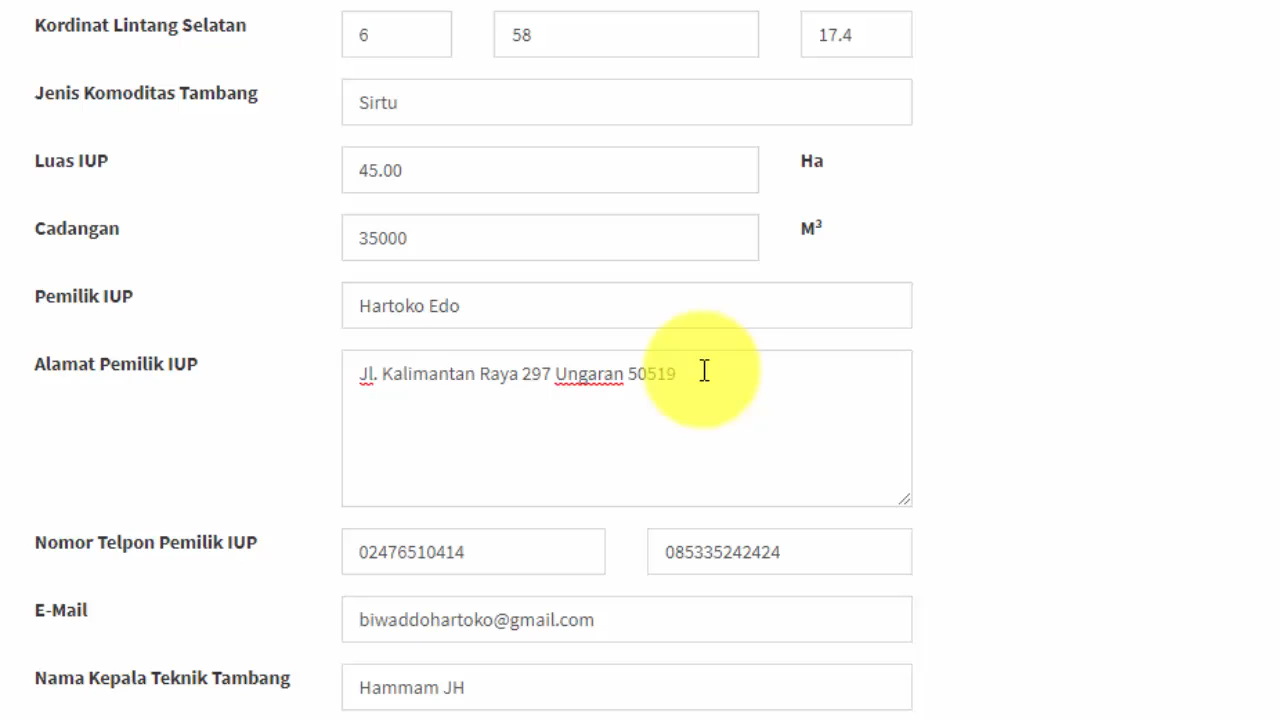 Kordinat Lintang Selatan 6 58 17.4
Jenis Komoditas Tambang Sirtu
Luas IUP 45.00 Ha
Cadangan 35000 M³
Pemilik IUP Hartoko Edo
Alamat Pemilik IUP Jl. Kalimantan Raya 297 Ungaran 50519
Nomor Telpon Pemilik IUP 02476510414 085335242424
E-Mail biwaddohartoko@gmail.com
Nama Kepala Teknik Tambang Hammam JH